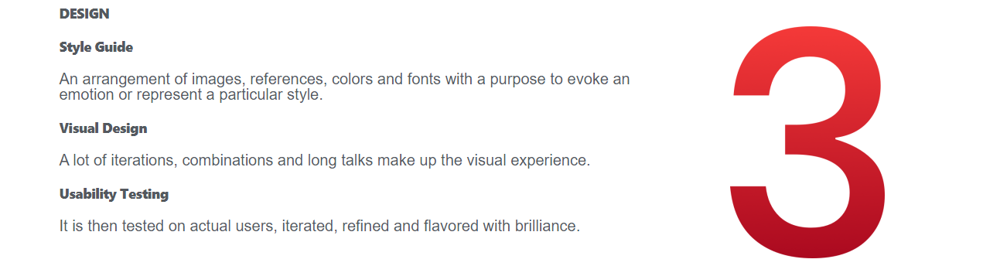 DESIGN
Style Guide
An arrangement of images, references, colors and fonts with a purpose to evoke an
emotion or represent a particular style.
Visual Design
A lot of iterations, combinations and long talks make up the visual experience.
Usability Testing
It is then tested on actual users, iterated, refined and flavored with brilliance.
3